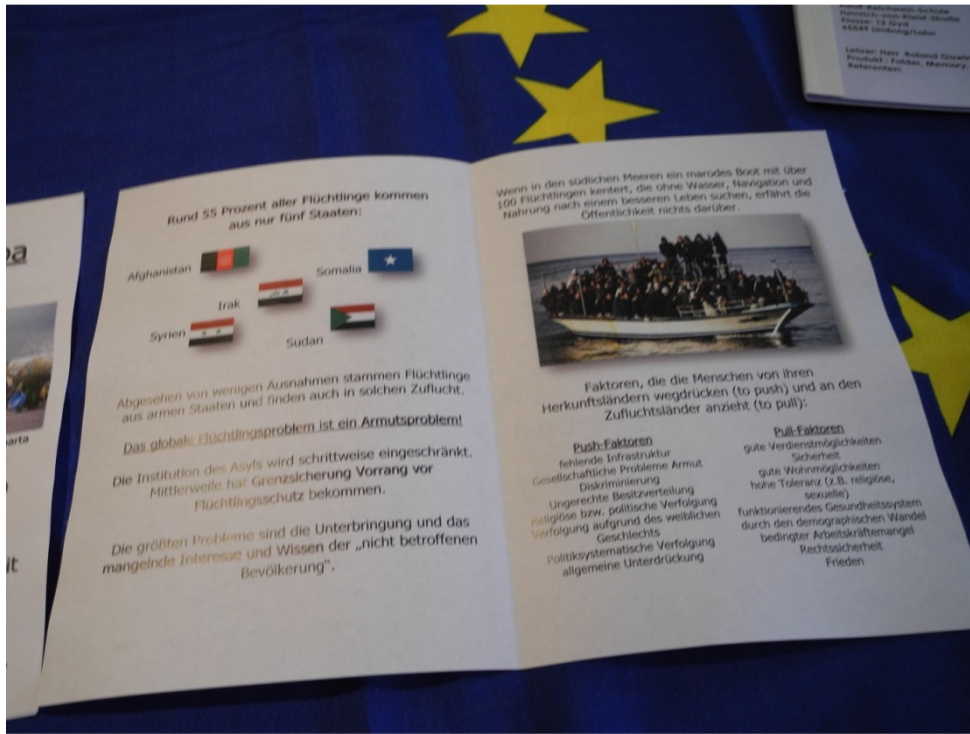 Rund 55 Prozent aller Flüchtlinge kommen
aus nur fünf Staaten:
Afghanistan
Somalia
Irak
Syrien
Sudan
Abgesehen von wenigen Ausnahmen stammen Flüchtlinge
aus armen Staaten und finden auch in solchen Zuflucht.
Das globale Flüchtlingsproblem ist ein Armutsproblem!
Die Institution des Asyls wird schrittweise eingeschränkt.
Mittlerweile hat Grenzsicherung Vorrang vor
Flüchtlingsschutz bekommen.
Die größten Probleme sind die Unterbringung und das
mangelnde Interesse und Wissen der „nicht betroffenen
Bevölkerung“.
Wenn in den südlichen Meeren ein marodes Boot mit über
100 Flüchtlingen kentert, die ohne Wasser, Navigation und
Nahrung nach einem besseren Leben suchen, erfährt die
Öffentlichkeit nichts darüber.
Faktoren, die die Menschen von ihren
Herkunftsländern wegdrücken (to push) und an den
Zufluchtsländer anzieht (to pull):
Push-Faktoren
fehlende Infrastruktur
Gesellschaftliche Probleme Armut
Diskriminierung
Ungerechte Besitzverteilung
Religiöse bzw. politische Verfolgung
Verfolgung aufgrund des weiblichen
Geschlechts
Politiksystematische Verfolgung
allgemeine Unterdrückung
Pull-Faktoren
gute Verdienstmöglichkeiten
Sicherheit
gute Wohnmöglichkeiten
hohe Toleranz (z.B. religiöse,
sexuelle)
funktionierendes Gesundheitssystem
durch den demographischen Wandel
bedingter Arbeitskräftemangel
Rechtssicherheit
Frieden
Heinrich-von-Kleist-Straße
Klasse: 12 Gyd
65549 Limburg/Lahn
Lehrer: Herr Roland
Produkt: Folder, Memory,
Referenten: